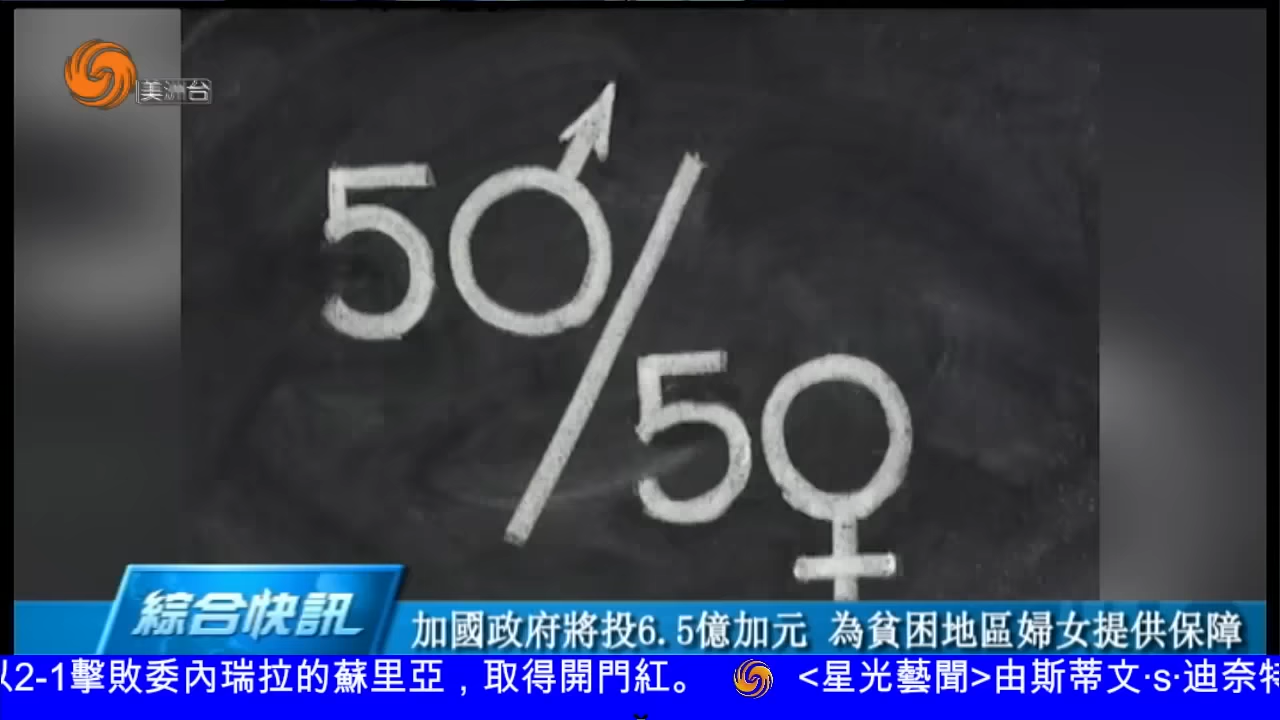 美洲台
50/50
綜合快訊
加國政府將投6.5億加元 為貧困地區婦女提供保障
以2-1擊敗委內瑞拉的蘇里亞，取得開門紅。 <星光藝聞>由斯蒂文·s·迪奈特